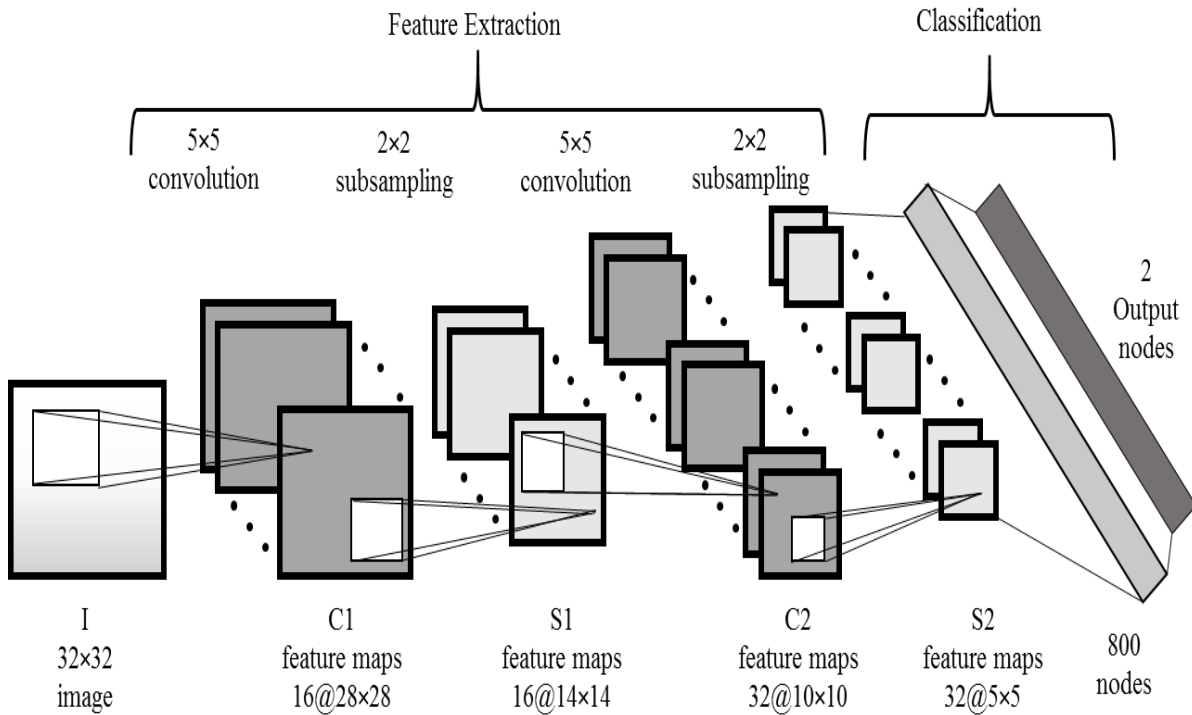 Feature Extraction
Classification
5×5
convolution
2×2
subsampling
5×5
convolution
2×2
subsampling
2
Output
nodes
I
32×32
image
C1
feature maps
16@28×28
S1
feature maps
16@14×14
C2
feature maps
32@10×10
S2
feature maps
32@5×5
800
nodes